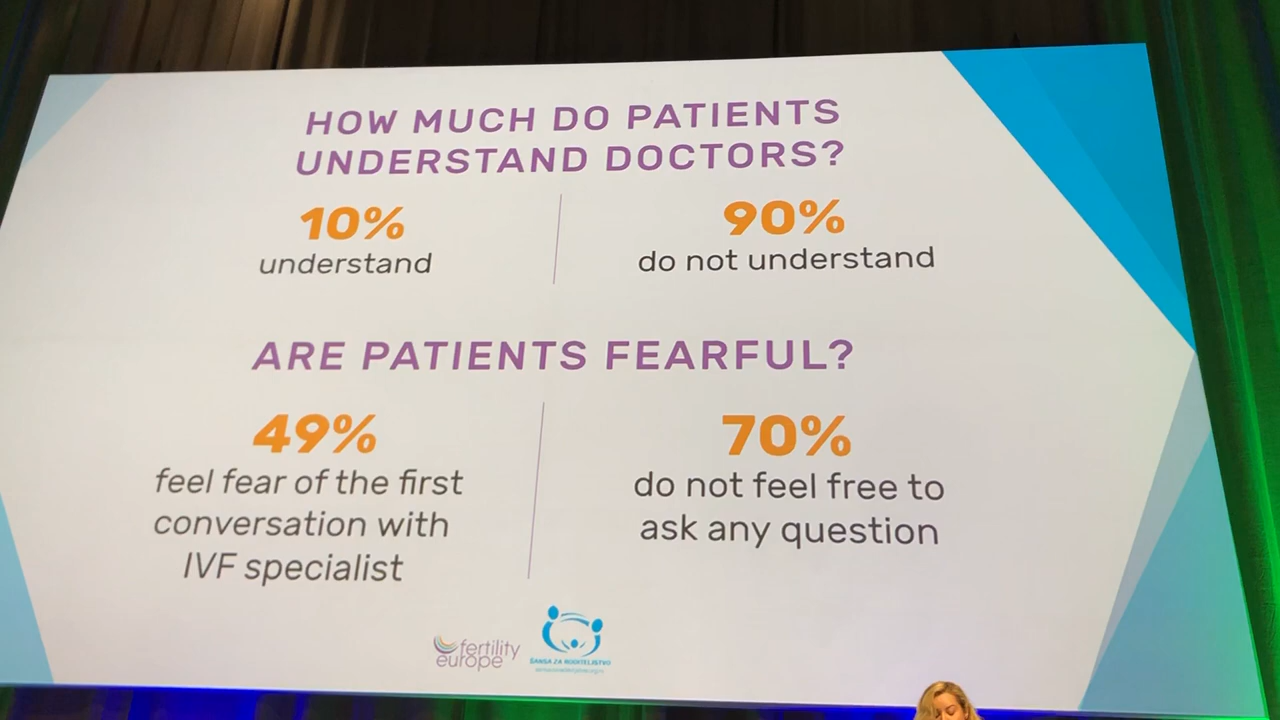 HOW MUCH DO PATIENTS
UNDERSTAND DOCTORS?
10%
understand
90%
do not understand
ARE PATIENTS FEARFUL?
49%
feel fear of the first
conversation with
IVF specialist
70%
do not feel free to
ask any question
fertility
europe
ŠANSA ZA RODITELJSTVO